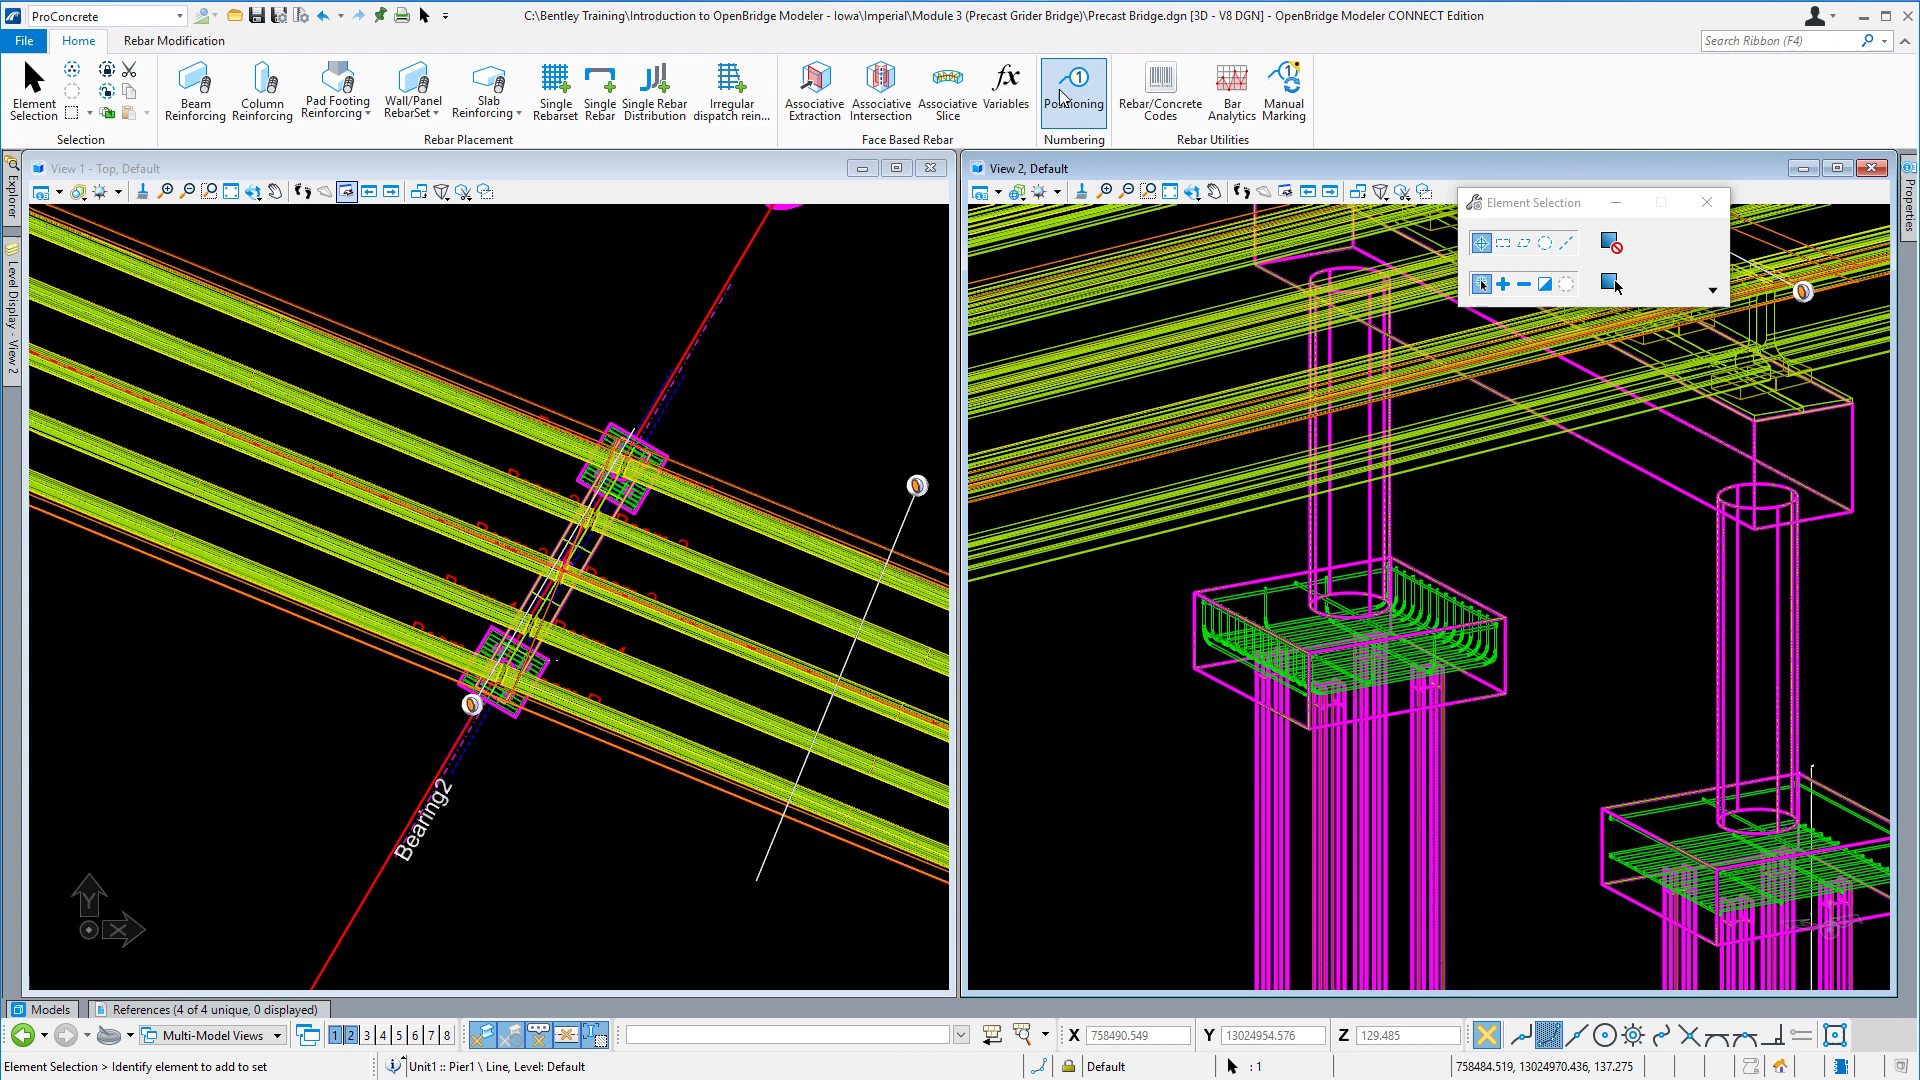 ProConcrete
C:\Bentley Training\Introduction to OpenBridge Modeler - Iowa\Imperial\Module 3 (Precast Grider Bridge)\Precast Bridge.dgn [3D - V8 DGN] - OpenBridge Modeler CONNECT Edition
File
Home
Rebar Modification
Search Ribbon (F4)
Element Selection
Beam Reinforcing
Column Reinforcing
Pad Footing Reinforcing
Wall/Panel RebarSet
Slab Reinforcing
Single Rebarset
Single Rebar
Single Rebar Distribution
Irregular dispatch rein...
Associative Extraction
Associative Intersection
Associative Slice
fx
Variables
Positioning
Rebar/Concrete Codes
Bar Analytics
Manual Marking
Selection
Rebar Placement
Face Based Rebar
Numbering
Rebar Utilities
View 1 - Top, Default
View 2, Default
Explorer
Level Display - View 2
Properties
Element Selection
Bearing2
Y
X
Models
References (4 of 4 unique, 0 displayed)
Multi-Model Views
1 2 3 4 5 6 7 8
X 758490.549
Y 13024954.576
Z 129.485
Element Selection > Identify element to add to set
Unit1 :: Pier1 \ Line, Level: Default
Default
: 1
758484.519, 13024970.436, 137.275